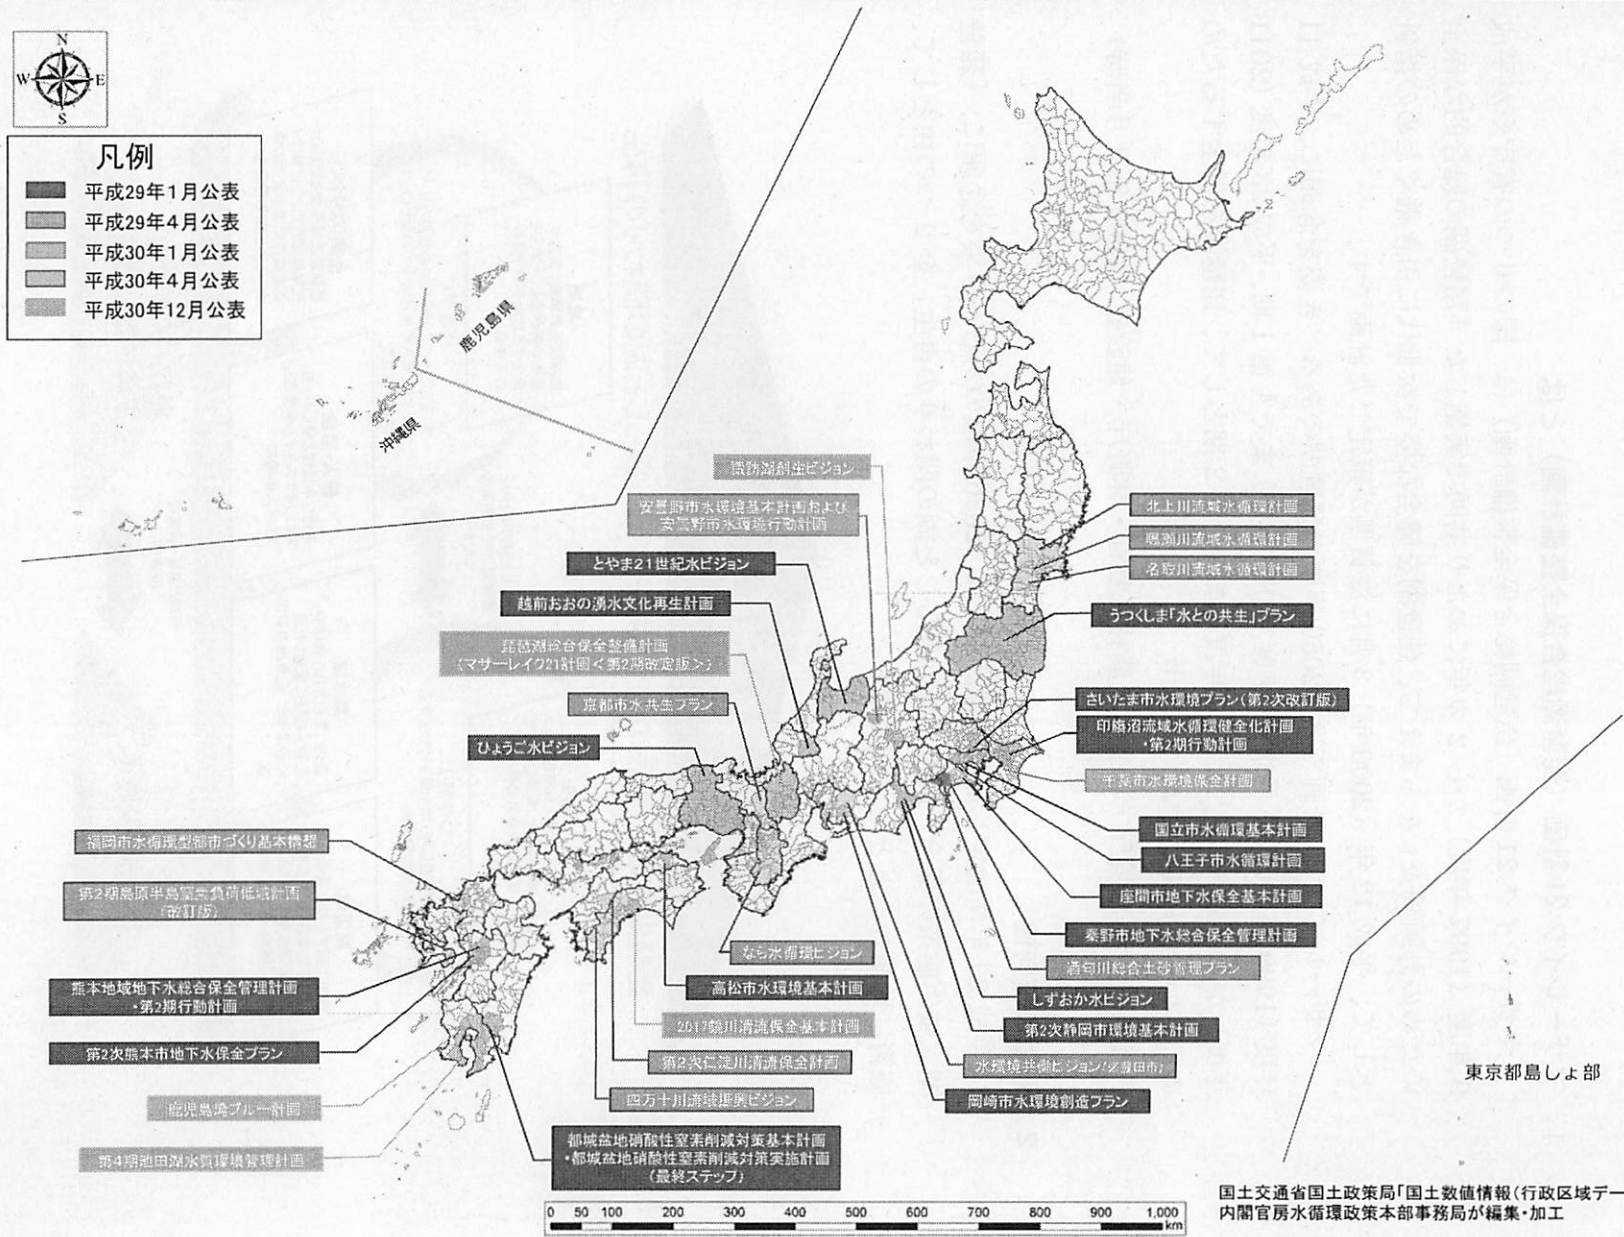 N
W E
S
凡例
平成29年1月公表
平成29年4月公表
平成30年1月公表
平成30年4月公表
平成30年12月公表
鹿児島県
沖縄県
諏訪湖創生ビジョン
安曇野市水環境基本計画および
安曇野市水環境行動計画
とやま21世紀水ビジョン
越前おおの湧水文化再生計画
琵琶湖総合保全整備計画
(マザーレイク21計画<第2期改定版>)
京都市水共生プラン
ひょうご水ビジョン
北上川流域水循環計画
鳴瀬川流域水循環計画
名取川流域水循環計画
うつくしま「水との共生」プラン
さいたま市水環境プラン(第2次改訂版)
印旛沼流域水循環健全化計画
・第2期行動計画
千葉市水環境保全計画
国立市水循環基本計画
八王子市水循環計画
座間市地下水保全基本計画
秦野市地下水総合保全管理計画
酒匂川総合土砂管理プラン
しずおか水ビジョン
第2次静岡市環境基本計画
水環境共働ビジョン(豊田市)
岡崎市水環境創造プラン
福岡市水循環型都市づくり基本構想
第2期島原半島窒素負荷低減計画
(改訂版)
熊本地域地下水総合保全管理計画
・第2期行動計画
第2次熊本市地下水保全プラン
鹿児島湾ブルー計画
第4期池田湖水質環境管理計画
なら水循環ビジョン
高松市水環境基本計画
2017鏡川清流保全基本計画
第2次仁淀川清流保全計画
四万十川流域振興ビジョン
都城盆地硝酸性窒素削減対策基本計画
・都城盆地硝酸性窒素削減対策実施計画
(最終ステップ)
東京都島しょ部
0 50 100 200 300 400 500 600 700 800 900 1,000
km
国土交通省国土政策局「国土数値情報(行政区域デー
内閣官房水循環政策本部事務局が編集・加工